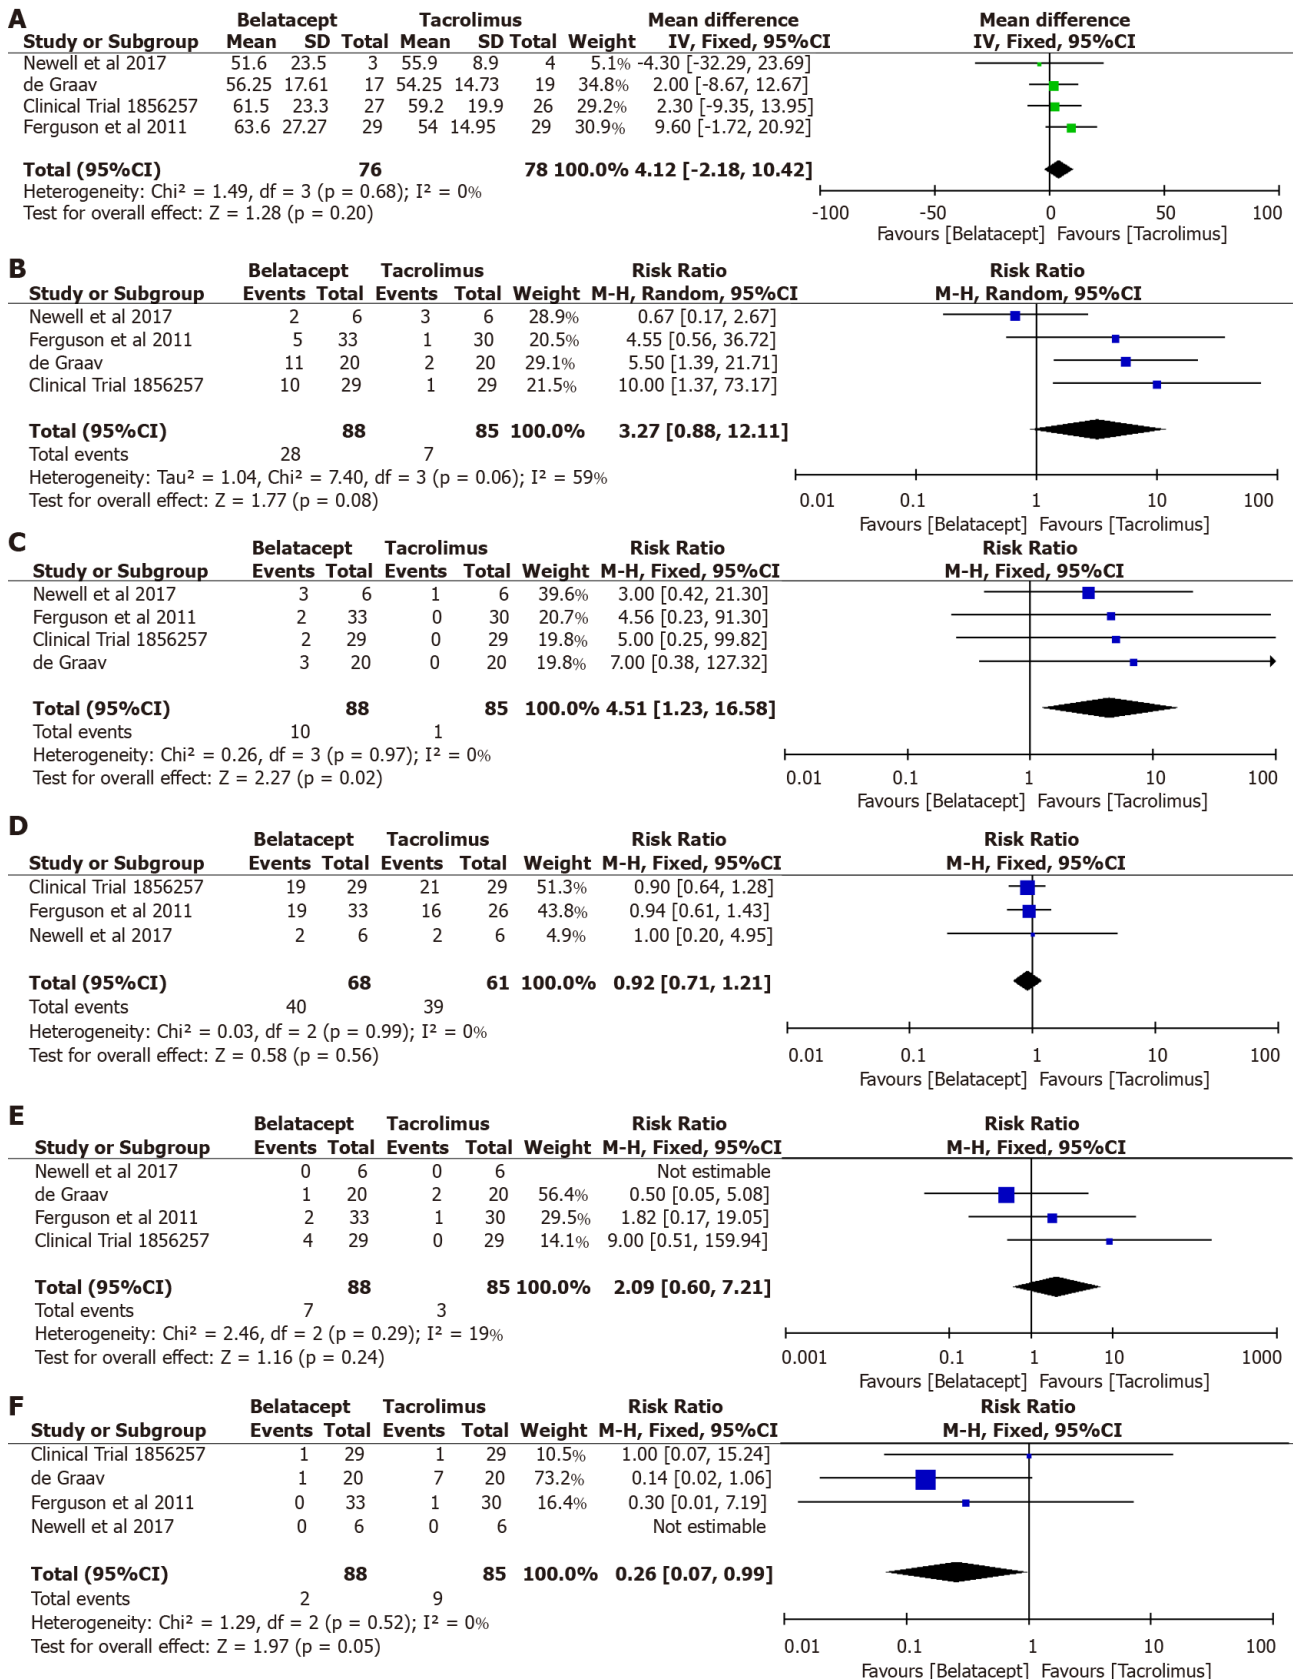 A
Belatacept Tacrolimus Mean difference Mean difference
Study or Subgroup Mean SD Total Mean SD Total Weight IV, Fixed, 95%CI IV, Fixed, 95%CI
Newell et al 2017 51.6 23.5 3 55.9 8.9 4 5.1% -4.30 [-32.29, 23.69]
de Graav 56.25 17.61 17 54.25 14.73 19 34.8% 2.00 [-8.67, 12.67]
Clinical Trial 1856257 61.5 23.3 27 59.2 19.9 26 29.2% 2.30 [-9.35, 13.95]
Ferguson et al 2011 63.6 27.27 29 54 14.95 29 30.9% 9.60 [-1.72, 20.92]
Total (95%CI) 76 78 100.0% 4.12 [-2.18, 10.42]
Heterogeneity: Chi² = 1.49, df = 3 (p = 0.68); I² = 0%
Test for overall effect: Z = 1.28 (p = 0.20)
-100 -50 0 50 100
Favours [Belatacept] Favours [Tacrolimus]
B
Belatacept Tacrolimus Risk Ratio Risk Ratio
Study or Subgroup Events Total Events Total Weight M-H, Random, 95%CI M-H, Random, 95%CI
Newell et al 2017 2 6 3 6 28.9% 0.67 [0.17, 2.67]
Ferguson et al 2011 5 33 1 30 20.5% 4.55 [0.56, 36.72]
de Graav 11 20 2 20 29.1% 5.50 [1.39, 21.71]
Clinical Trial 1856257 10 29 1 29 21.5% 10.00 [1.37, 73.17]
Total (95%CI) 88 85 100.0% 3.27 [0.88, 12.11]
Total events 28 7
Heterogeneity: Tau² = 1.04, Chi² = 7.40, df = 3 (p = 0.06); I² = 59%
Test for overall effect: Z = 1.77 (p = 0.08)
0.01 0.1 1 10 100
Favours [Belatacept] Favours [Tacrolimus]
C
Belatacept Tacrolimus Risk Ratio Risk Ratio
Study or Subgroup Events Total Events Total Weight M-H, Fixed, 95%CI M-H, Fixed, 95%CI
Newell et al 2017 3 6 1 6 39.6% 3.00 [0.42, 21.30]
Ferguson et al 2011 2 33 0 30 20.7% 4.56 [0.23, 91.30]
Clinical Trial 1856257 2 29 0 29 19.8% 5.00 [0.25, 99.82]
de Graav 3 20 0 20 19.8% 7.00 [0.38, 127.32]
Total (95%CI) 88 85 100.0% 4.51 [1.23, 16.58]
Total events 10 1
Heterogeneity: Chi² = 0.26, df = 3 (p = 0.97); I² = 0%
Test for overall effect: Z = 2.27 (p = 0.02)
0.01 0.1 1 10 100
Favours [Belatacept] Favours [Tacrolimus]
D
Belatacept Tacrolimus Risk Ratio Risk Ratio
Study or Subgroup Events Total Events Total Weight M-H, Fixed, 95%CI M-H, Fixed, 95%CI
Clinical Trial 1856257 19 29 21 29 51.3% 0.90 [0.64, 1.28]
Ferguson et al 2011 19 33 16 26 43.8% 0.94 [0.61, 1.43]
Newell et al 2017 2 6 2 6 4.9% 1.00 [0.20, 4.95]
Total (95%CI) 68 61 100.0% 0.92 [0.71, 1.21]
Total events 40 39
Heterogeneity: Chi² = 0.03, df = 2 (p = 0.99); I² = 0%
Test for overall effect: Z = 0.58 (p = 0.56)
0.01 0.1 1 10 100
Favours [Belatacept] Favours [Tacrolimus]
E
Belatacept Tacrolimus Risk Ratio Risk Ratio
Study or Subgroup Events Total Events Total Weight M-H, Fixed, 95%CI M-H, Fixed, 95%CI
Newell et al 2017 0 6 0 6 Not estimable
de Graav 1 20 2 20 56.4% 0.50 [0.05, 5.08]
Ferguson et al 2011 2 33 1 30 29.5% 1.82 [0.17, 19.05]
Clinical Trial 1856257 4 29 0 29 14.1% 9.00 [0.51, 159.94]
Total (95%CI) 88 85 100.0% 2.09 [0.60, 7.21]
Total events 7 3
Heterogeneity: Chi² = 2.46, df = 2 (p = 0.29); I² = 19%
Test for overall effect: Z = 1.16 (p = 0.24)
0.001 0.1 1 10 1000
Favours [Belatacept] Favours [Tacrolimus]
F
Belatacept Tacrolimus Risk Ratio Risk Ratio
Study or Subgroup Events Total Events Total Weight M-H, Fixed, 95%CI M-H, Fixed, 95%CI
Clinical Trial 1856257 1 29 1 29 10.5% 1.00 [0.07, 15.24]
de Graav 1 20 7 20 73.2% 0.14 [0.02, 1.06]
Ferguson et al 2011 0 33 1 30 16.4% 0.30 [0.01, 7.19]
Newell et al 2017 0 6 0 6 Not estimable
Total (95%CI) 88 85 100.0% 0.26 [0.07, 0.99]
Total events 2 9
Heterogeneity: Chi² = 1.29, df = 2 (p = 0.52); I² = 0%
Test for overall effect: Z = 1.97 (p = 0.05)
0.01 0.1 1 10 100
Favours [Belatacept] Favours [Tacrolimus]